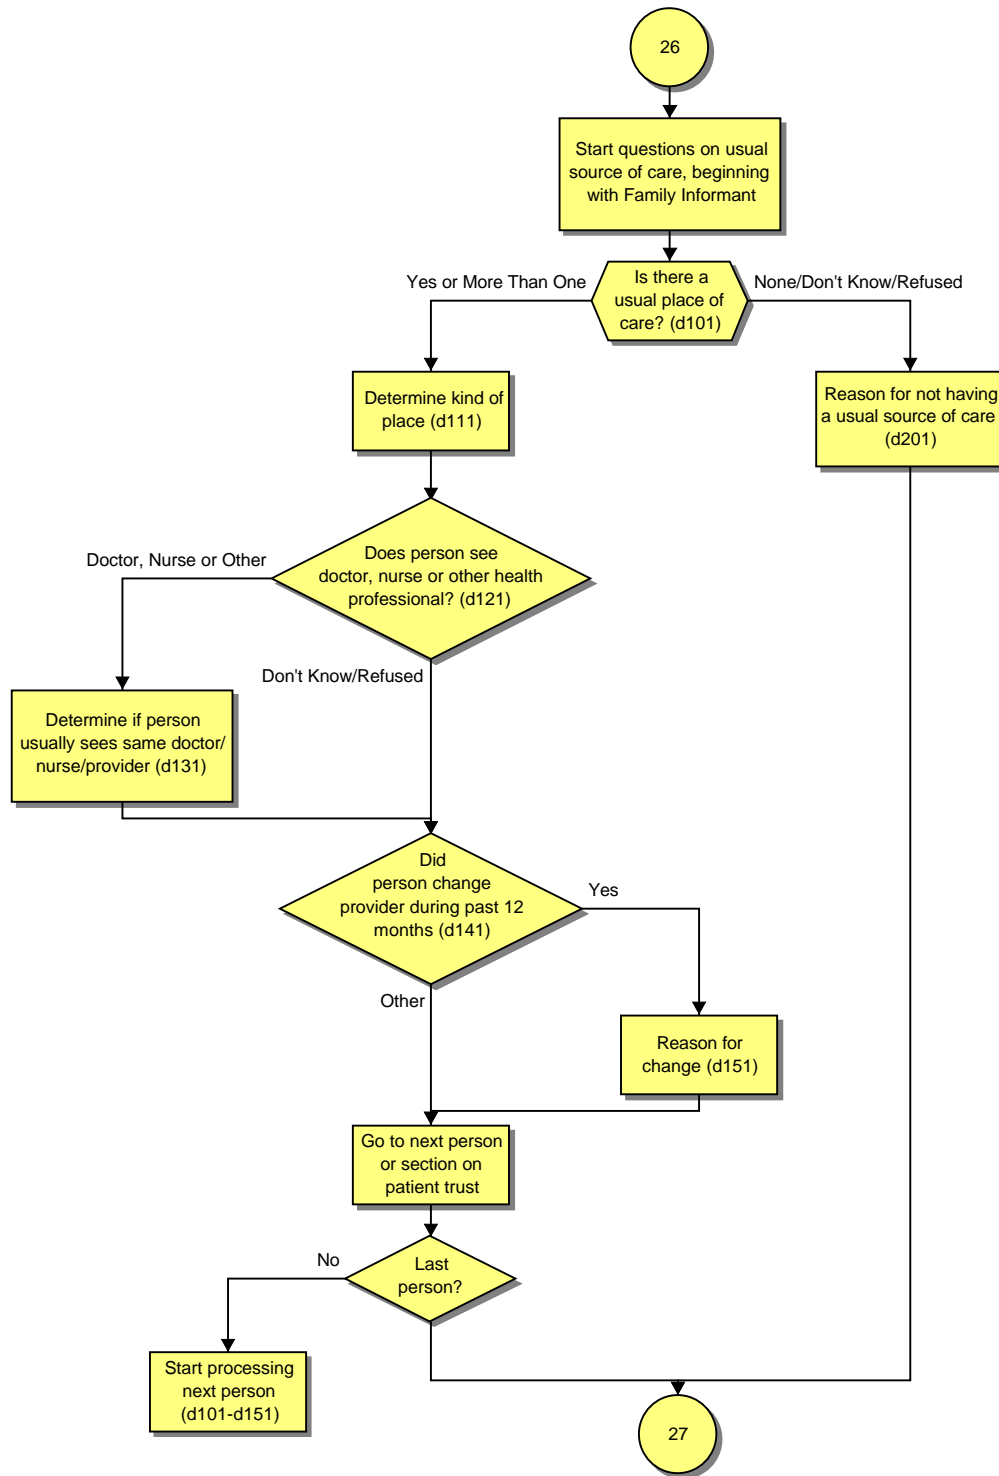 26
Start questions on usual
source of care, beginning
with Family Informant
Yes or More Than One
Is there a
usual place of
care? (d101)
None/Don't Know/Refused
Determine kind of
place (d111)
Reason for not having
a usual source of care
(d201)
Doctor, Nurse or Other
Does person see
doctor, nurse or other health
professional? (d121)
Don't Know/Refused
Determine if person
usually sees same doctor/
nurse/provider (d131)
Did
person change
provider during past 12
months (d141)
Yes
Other
Reason for
change (d151)
Go to next person
or section on
patient trust
No
Last
person?
Start processing
next person
(d101-d151)
27